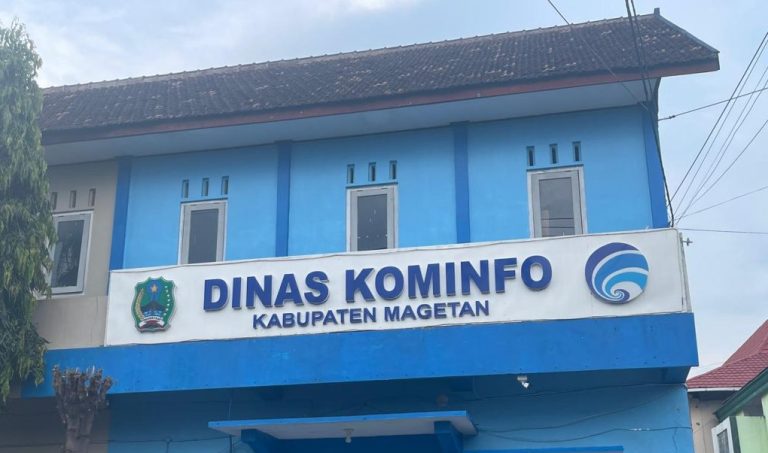 DINAS KOMINFO
KABUPATEN MAGETAN